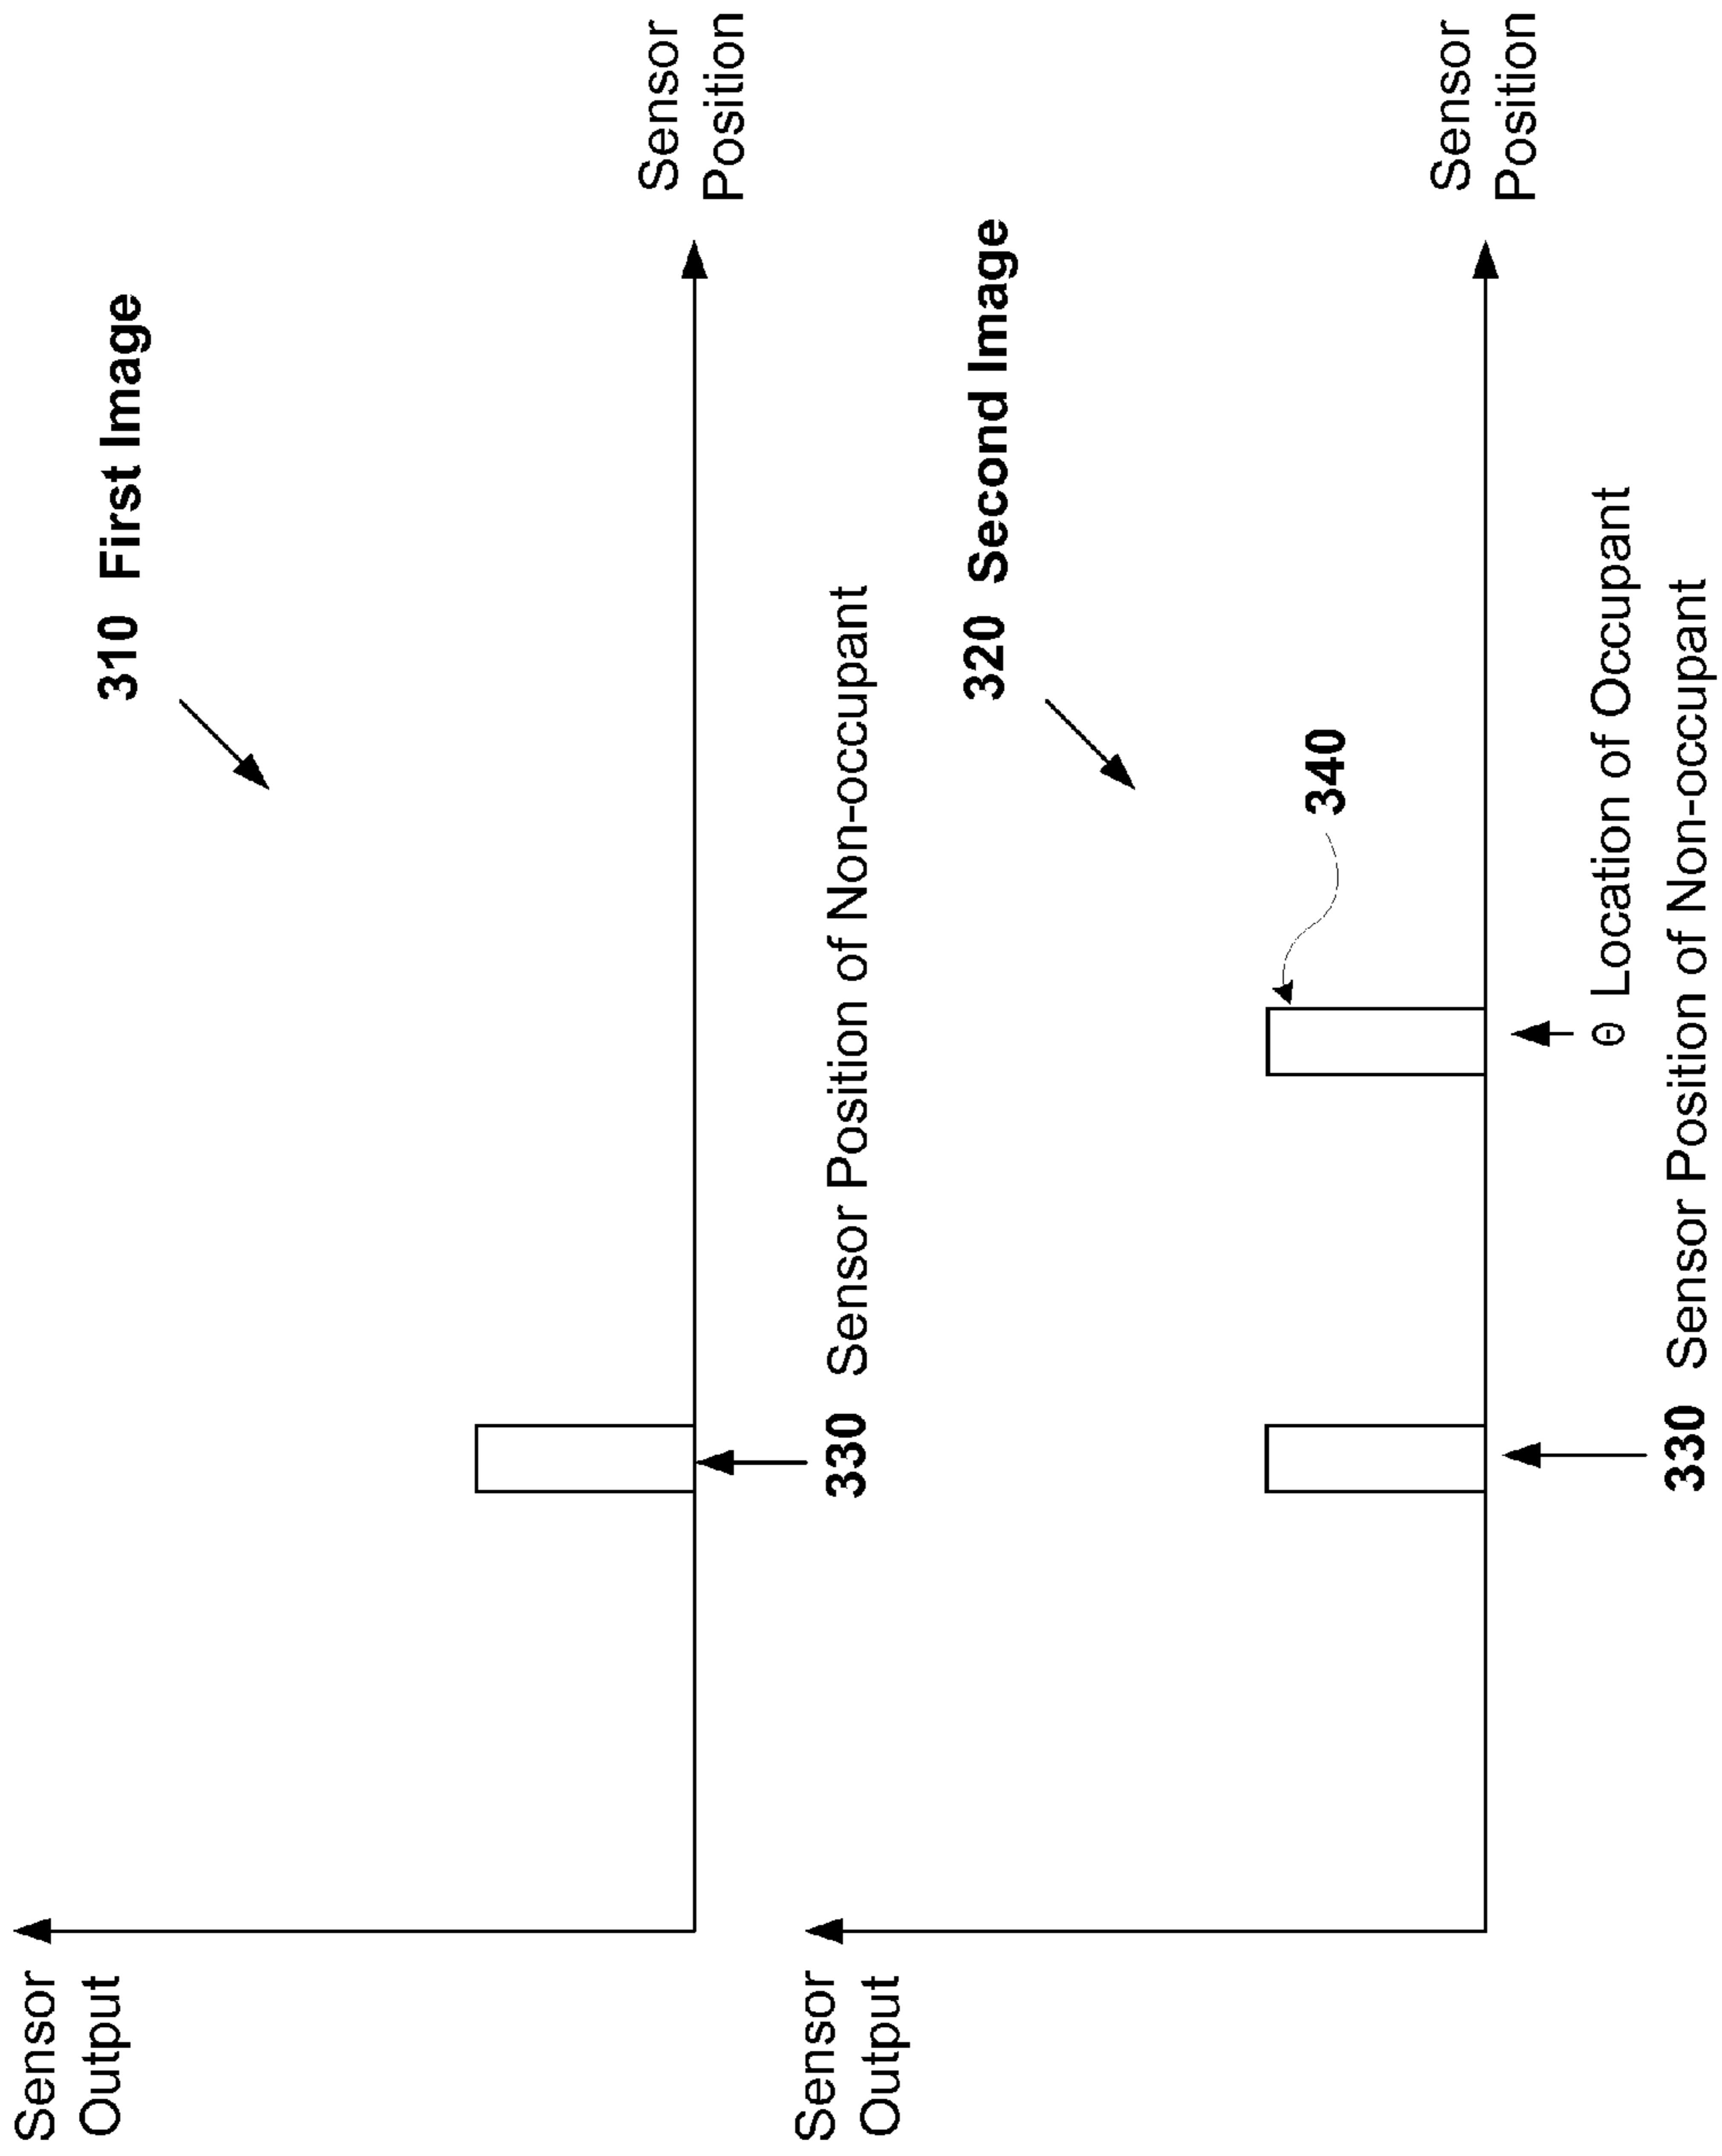 310 First Image
Sensor
Output
Sensor
Position
330 Sensor Position of Non-occupant
320 Second Image
Sensor
Output
340
Sensor
Position
Θ Location of Occupant
330 Sensor Position of Non-occupant